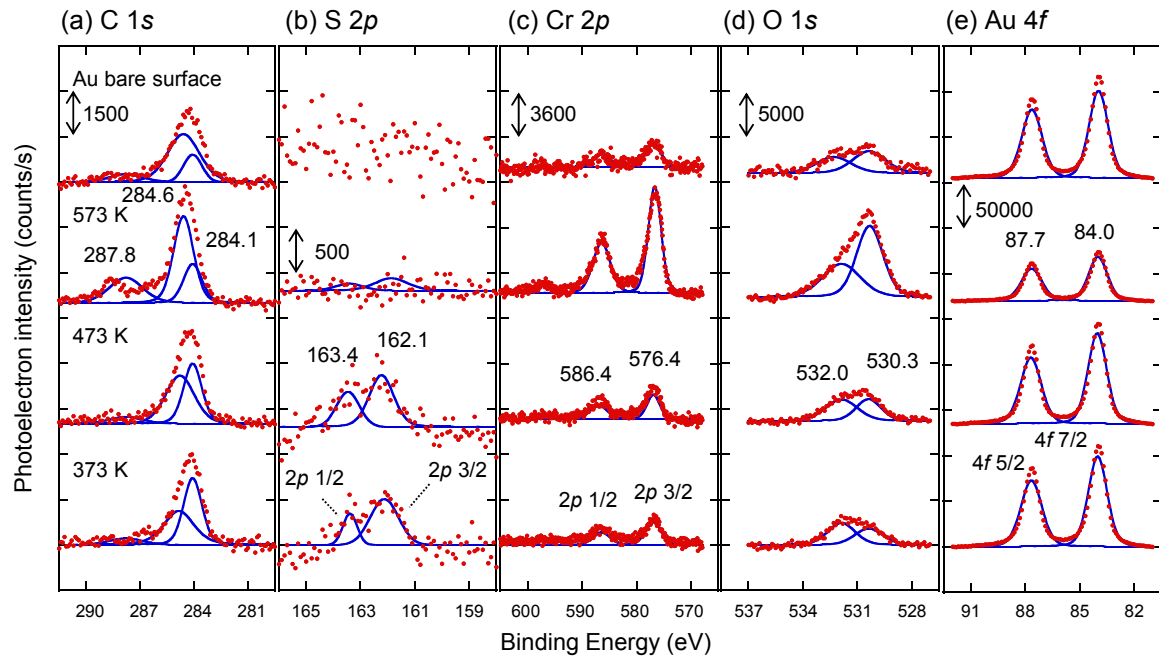 (a) C 1s
(b) S 2p
(c) Cr 2p
(d) O 1s
(e) Au 4f
Photoelectron intensity (counts/s)
Au bare surface
1500
3600
5000
573 K
284.6
287.8
284.1
500
50000
87.7
84.0
473 K
163.4
162.1
586.4
576.4
532.0
530.3
373 K
2p 1/2
2p 3/2
2p 1/2
2p 3/2
4f 5/2
4f 7/2
290 287 284 281
165 162 159
600 590 580 570
537 534 531 528
91 88 85 82
Binding Energy (eV)